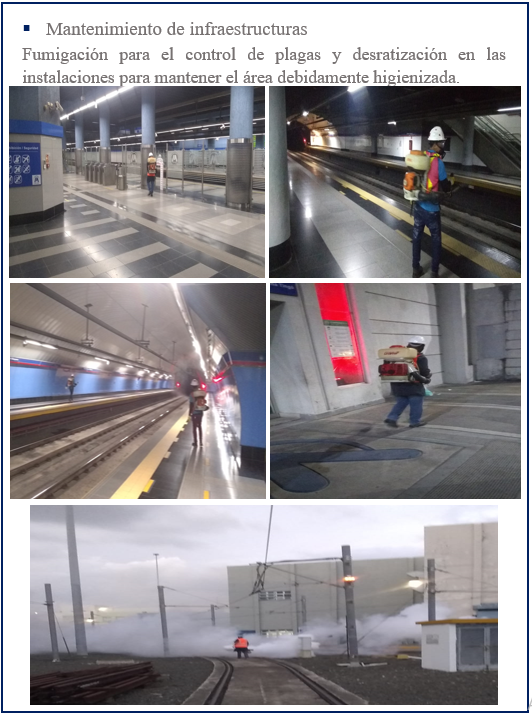 ▪ Mantenimiento de infraestructuras
Fumigación para el control de plagas y desratización en las
instalaciones para mantener el área debidamente higienizada.